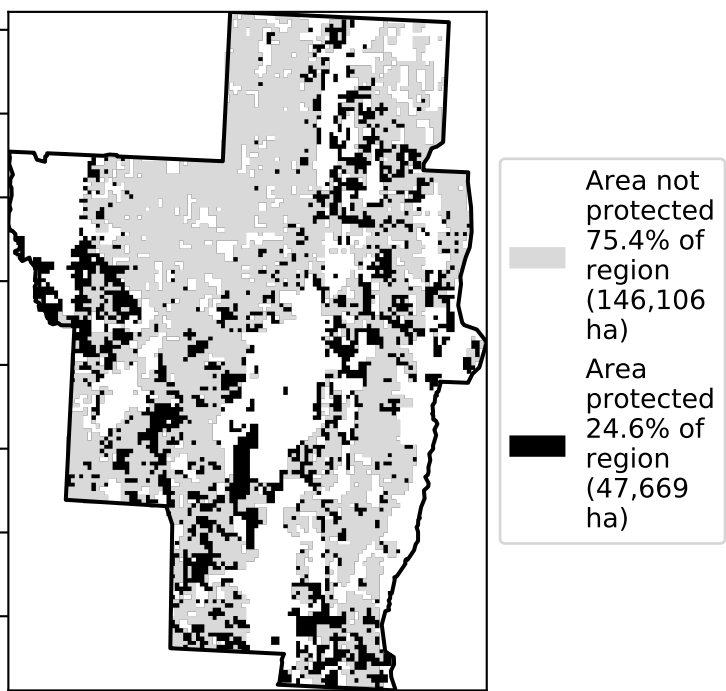 Area not
protected
75.4% of
region
(146,106
ha)
Area
protected
24.6% of
region
(47,669
ha)